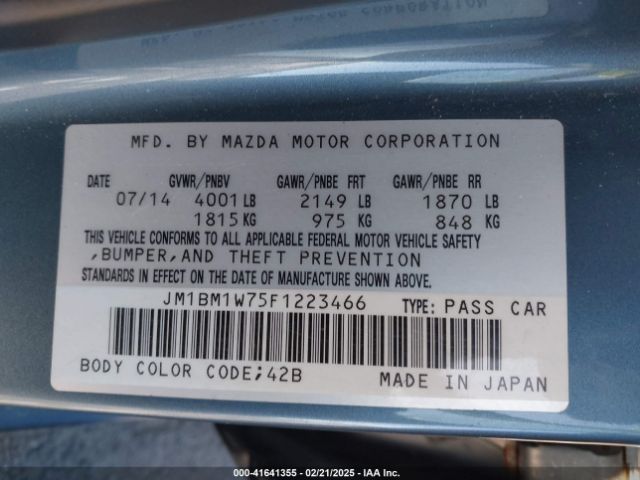 MFD. BY MAZDA MOTOR CORPORATION
DATE GVWR/PNBV GAWR/PNBE FRT GAWR/PNBE RR
07/14 4001 LB 2149 LB 1870 LB
1815 KG 975 KG 848 KG
THIS VEHICLE CONFORMS TO ALL APPLICABLE FEDERAL MOTOR VEHICLE SAFETY
,BUMPER,AND THEFT PREVENTION
STANDARDS IN EFFECT ON THE DATE OF MANUFACTURE SHOWN ABOVE.
JM1BM1W75F1223466 TYPE: PASS CAR
BODY COLOR CODE;42B MADE IN JAPAN
000-41641355 - 02/21/2025 - IAA Inc.